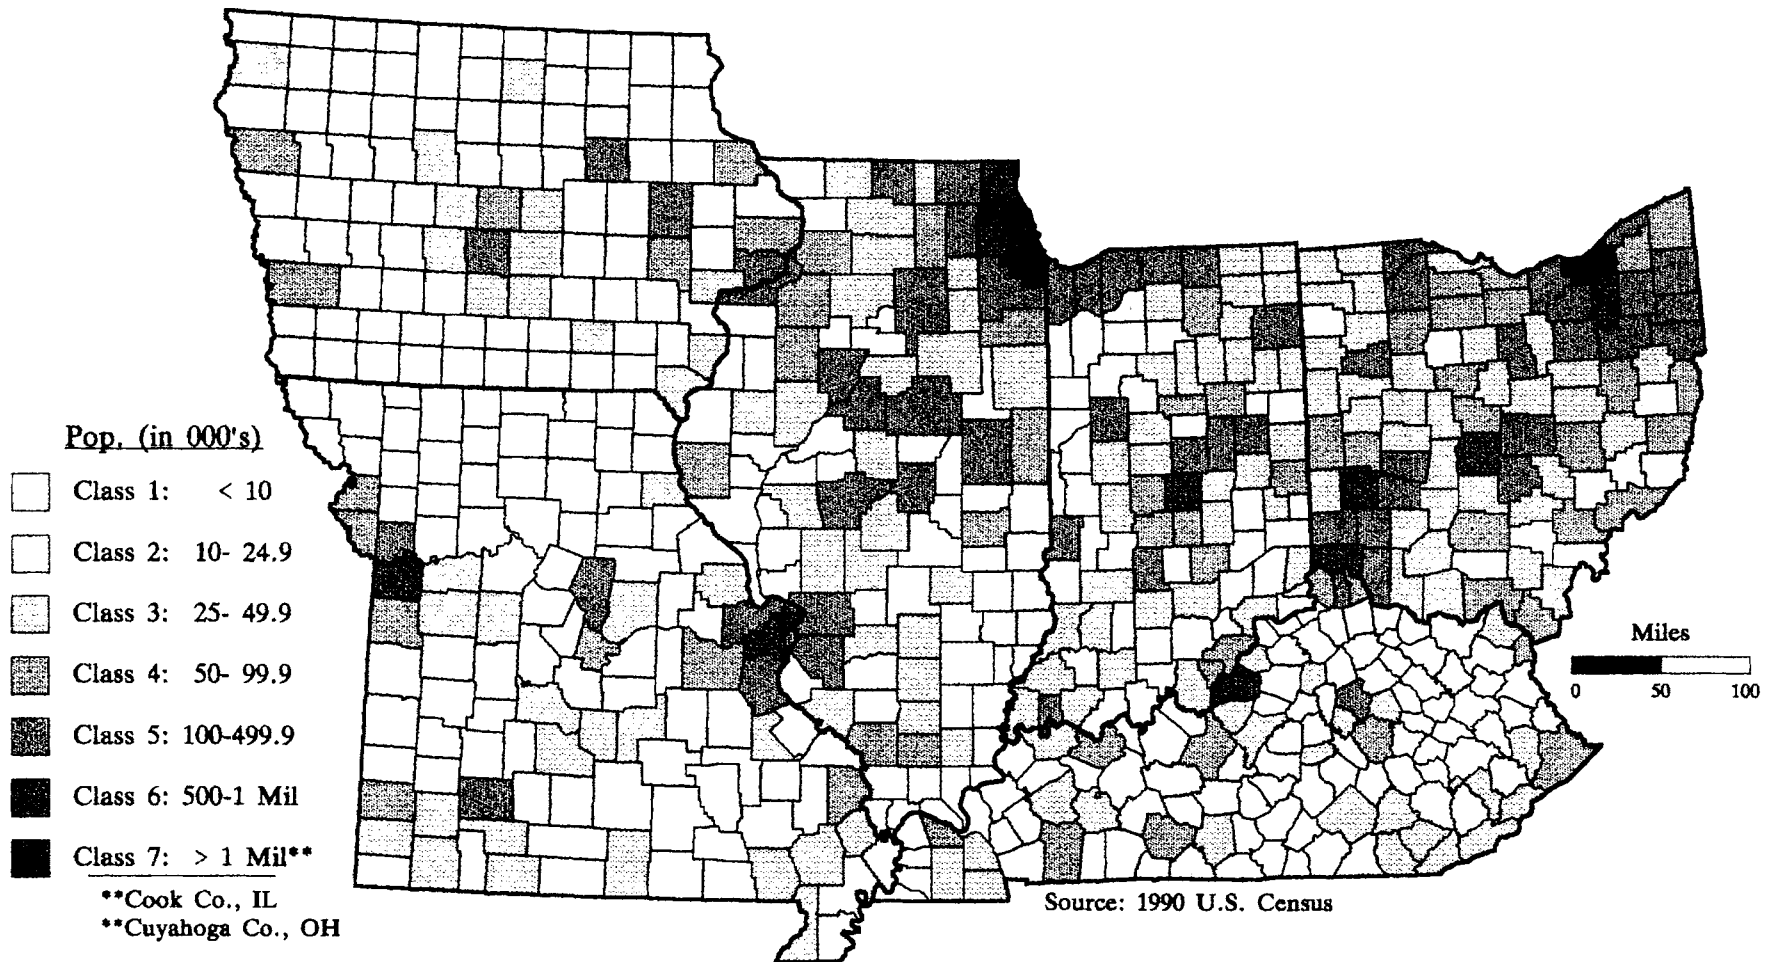 Pop. (in 000's)
Class 1: < 10
Class 2: 10- 24.9
Class 3: 25- 49.9
Class 4: 50- 99.9
Class 5: 100-499.9
Class 6: 500-1 Mil
Class 7: > 1 Mil**
**Cook Co., IL
**Cuyahoga Co., OH
Miles
0 50 100
Source: 1990 U.S. Census